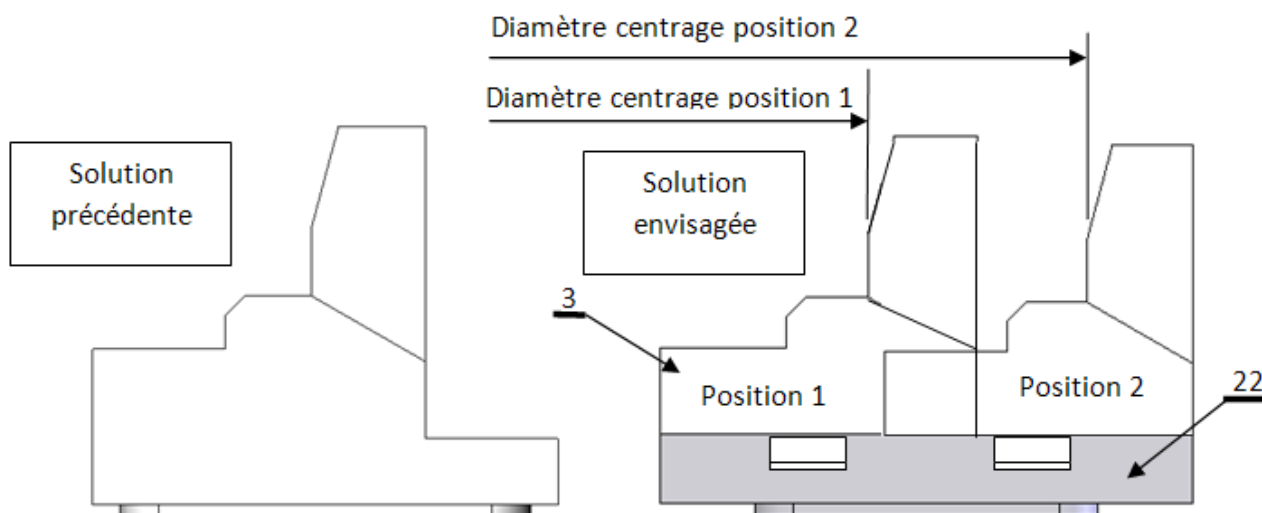 Diamètre centrage position 2
Diamètre centrage position 1
Solution
précédente
Solution
envisagée
3
Position 1
Position 2
22